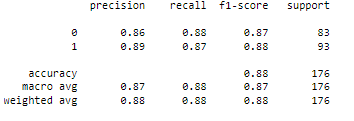 precision recall f1-score support
0 0.86 0.88 0.87 83
1 0.89 0.87 0.88 93
accuracy 0.88 176
macro avg 0.87 0.88 0.87 176
weighted avg 0.88 0.88 0.88 176